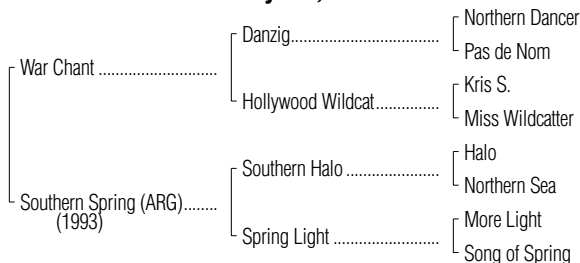 Northern Dancer
Danzig..........................................
Pas de Nom
War Chant ............................
Kris S.
Hollywood Wildcat................
Miss Wildcatter
Halo
Southern Halo .......................
Northern Sea
Southern Spring (ARG)........
(1993)
More Light
Spring Light ..........................
Song of Spring